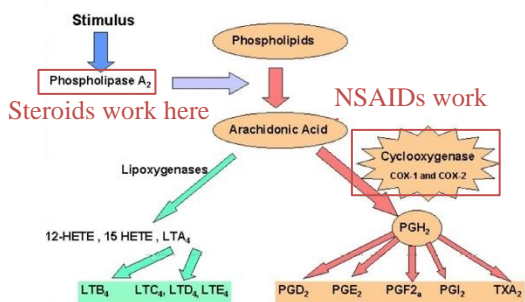 Stimulus
Phospholipids
Phospholipase A₂
Steroids work here
NSAIDs work
Arachidonic Acid
Cyclooxygenase
COX-1 and COX-2
Lipoxygenases
12-HETE , 15 HETE , LTA₄
PGH₂
LTB₄ LTC₄, LTD₄, LTE₄
PGD₂ PGE₂ PGF2ₐ PGI₂ TXA₂